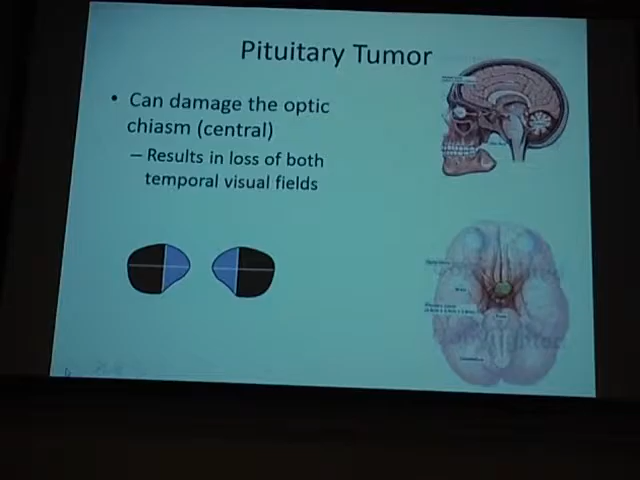 Pituitary Tumor
• Can damage the optic
chiasm (central)
– Results in loss of both
temporal visual fields